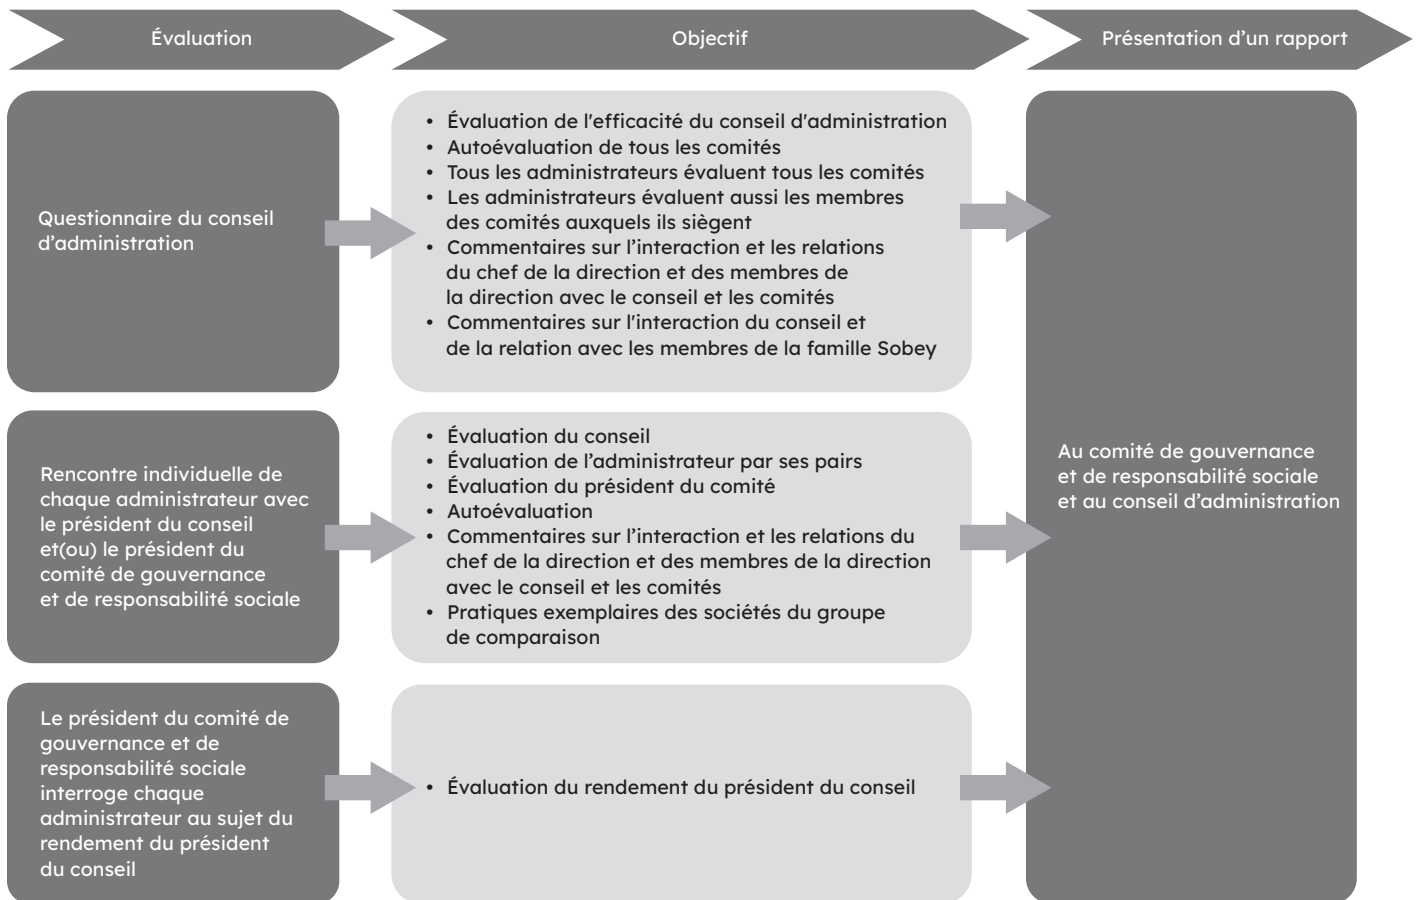 Évaluation
Objectif
Présentation d’un rapport
Questionnaire du conseil
d’administration
• Évaluation de l'efficacité du conseil d'administration
• Autoévaluation de tous les comités
• Tous les administrateurs évaluent tous les comités
• Les administrateurs évaluent aussi les membres
des comités auxquels ils siègent
• Commentaires sur l’interaction et les relations
du chef de la direction et des membres de
la direction avec le conseil et les comités
• Commentaires sur l'interaction du conseil et
de la relation avec les membres de la famille Sobey
Rencontre individuelle de
chaque administrateur avec
le président du conseil
et(ou) le président du
comité de gouvernance
et de responsabilité sociale
• Évaluation du conseil
• Évaluation de l’administrateur par ses pairs
• Évaluation du président du comité
• Autoévaluation
• Commentaires sur l’interaction et les relations du
chef de la direction et des membres de la direction
avec le conseil et les comités
• Pratiques exemplaires des sociétés du groupe
de comparaison
Le président du comité de
gouvernance et de
responsabilité sociale
interroge chaque
administrateur au sujet du
rendement du président
du conseil
• Évaluation du rendement du président du conseil
Au comité de gouvernance
et de responsabilité sociale
et au conseil d’administration